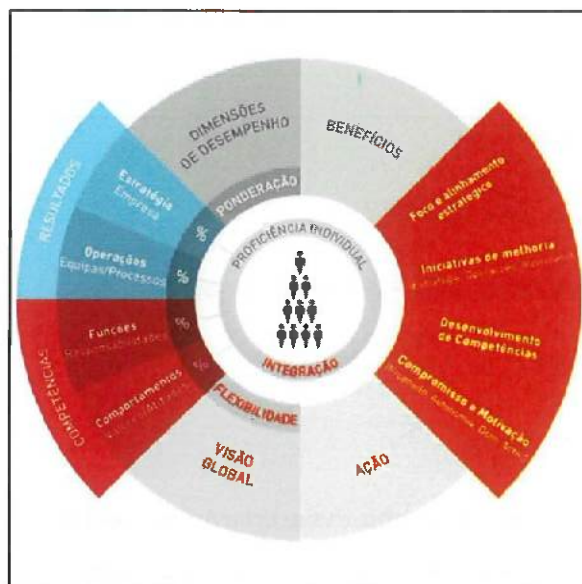 DIMENSÕES
DE DESEMPENHO
BENEFÍCIOS
PONDERAÇÃO
RESULTADOS
Estratégia
Empresa
%
Operações
Equipas/Processos
%
COMPETÊNCIAS
Funções
Responsabilidades
%
Comportamentos
%
PROFICIÊNCIA INDIVIDUAL
INTEGRAÇÃO
FLEXIBILIDADE
VISÃO
GLOBAL
AÇÃO
Foco e alinhamento
estratégico
Iniciativas de melhoria
Desenvolvimento
de Competências
Compromisso e Motivação